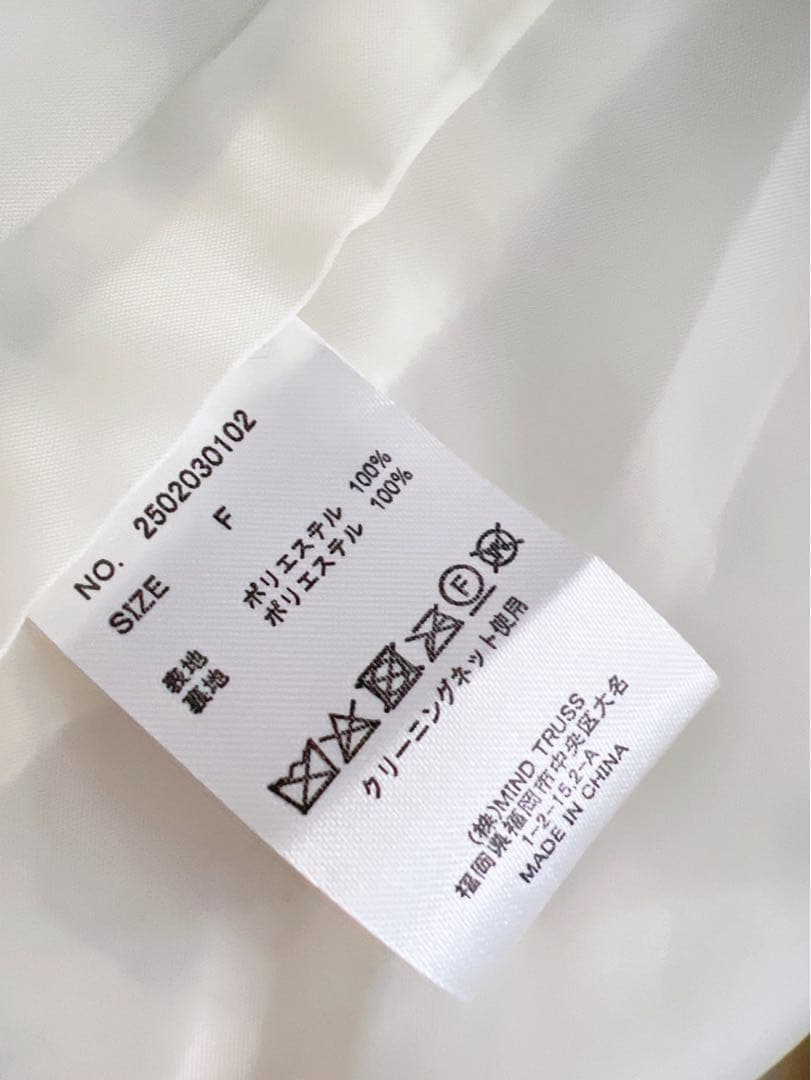 NO. 2502030102
SIZE F
表地 ポリエステル 100%
裏地 ポリエステル 100%
F
クリーニングネット使用
(株)MIND TRUSS
福岡県福岡市中央区大名
1-2-15,2-A
MADE IN CHINA